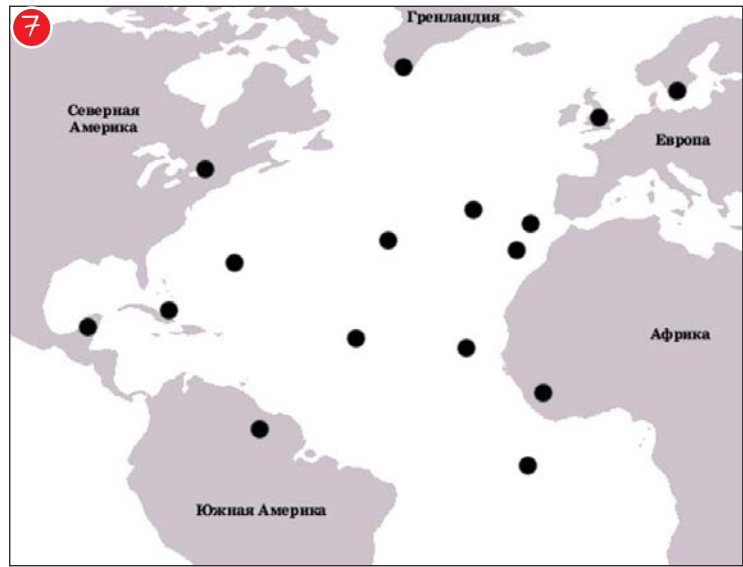 7
Гренландия
Северная
Америка
Европа
Африка
Южная Америка